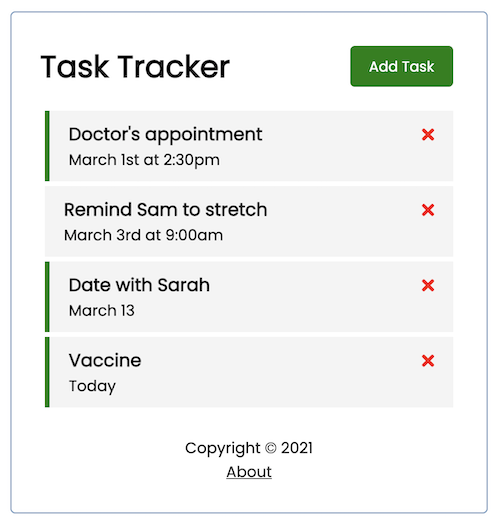 Task Tracker
Add Task
Doctor's appointment
March 1st at 2:30pm
Remind Sam to stretch
March 3rd at 9:00am
Date with Sarah
March 13
Vaccine
Today
Copyright © 2021
About